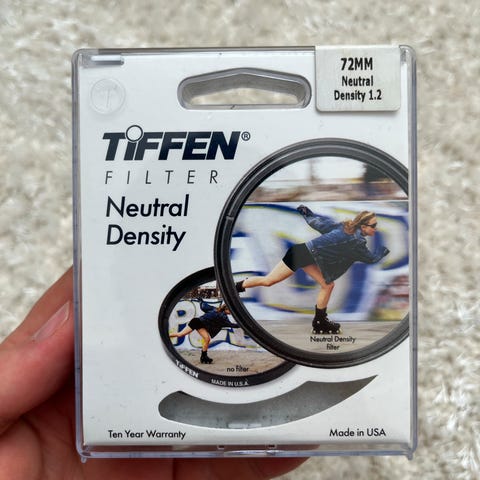 72MM
Neutral
Density 1.2
TiFFEN®
FILTER
Neutral
Density
Neutral Density
filter
no filter
TiFFEN
MADE IN U.S.A.
Ten Year Warranty
Made in USA